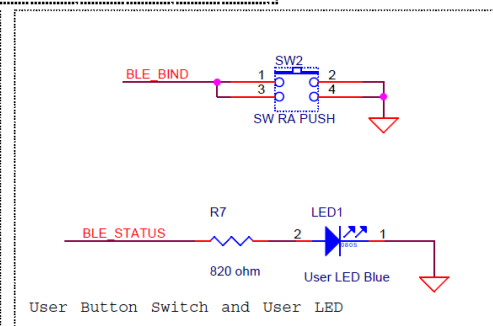 SW2
BLE_BIND
1
2
3
4
SW RA PUSH
R7
LED1
BLE_STATUS
2
1
0805
820 ohm
User LED Blue
User Button Switch and User LED